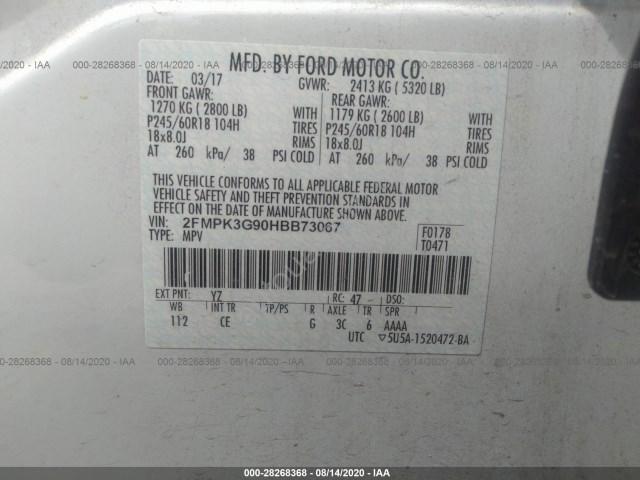 000-28268368 - 08/14/2020 - IAA
MFD. BY FORD MOTOR CO.
DATE: 03/17 GVWR: 2413 KG ( 5320 LB)
FRONT GAWR: REAR GAWR:
1270 KG ( 2800 LB) WITH 1179 KG ( 2600 LB) WITH
P245/60R18 104H TIRES P245/60R18 104H TIRES
18x8.0J RIMS 18x8.0J RIMS
AT 260 kPa/ 38 PSI COLD AT 260 kPa/ 38 PSI COLD
THIS VEHICLE CONFORMS TO ALL APPLICABLE FEDERAL MOTOR
VEHICLE SAFETY AND THEFT PREVENTION STANDARDS IN
EFFECT ON THE DATE OF MANUFACTURE SHOWN ABOVE.
VIN: 2FMPK3G90HBB73067 F0178
TYPE: MPV T0471
EXT PNT: YZ RC: 47 DSO:
WB INT TR TP/PS R AXLE TR SPR
112 CE G 3C 6 AAAA
UTC ▽5U5A-1520472-BA
000-28268368 - 08/14/2020 - IAA